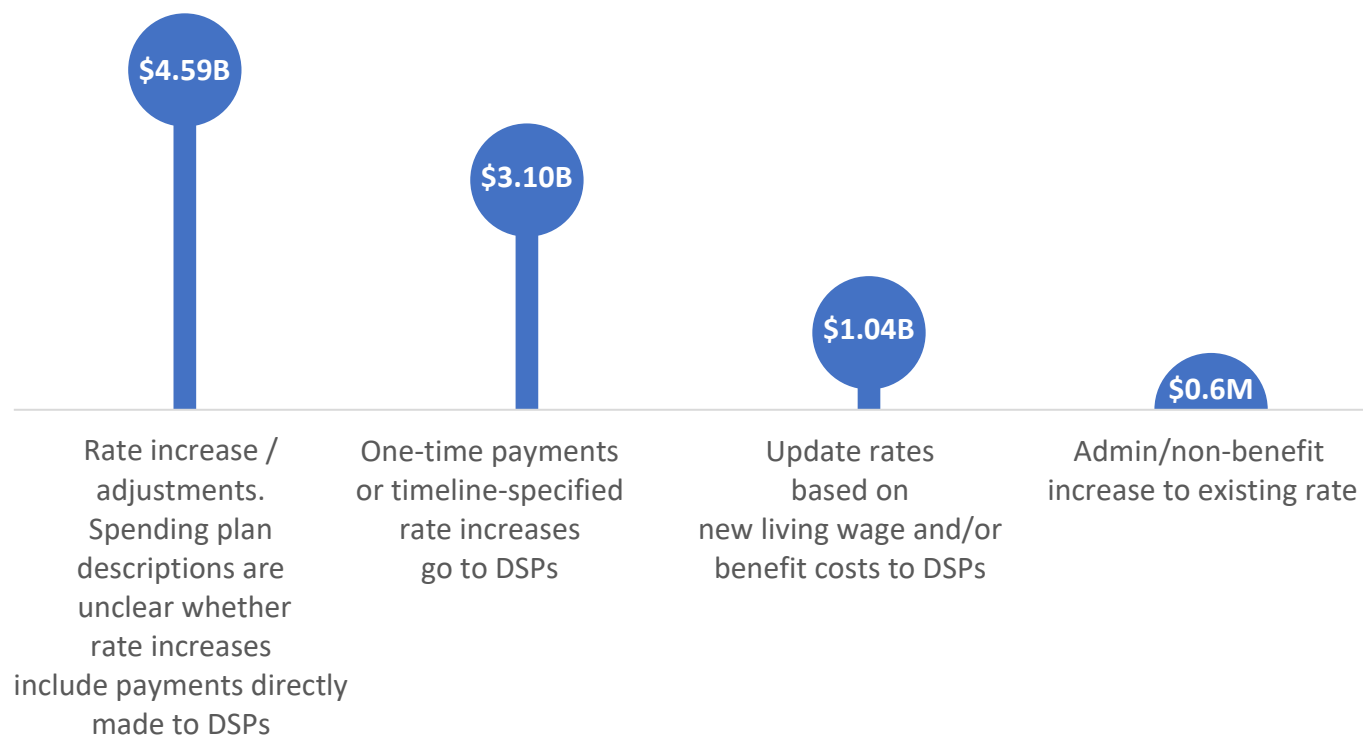 $4.59B
$3.10B
$1.04B
$0.6M
Rate increase /
adjustments.
Spending plan
descriptions are
unclear whether
rate increases
include payments directly
made to DSPs
One-time payments
or timeline-specified
rate increases
go to DSPs
Update rates
based on
new living wage and/or
benefit costs to DSPs
Admin/non-benefit
increase to existing rate